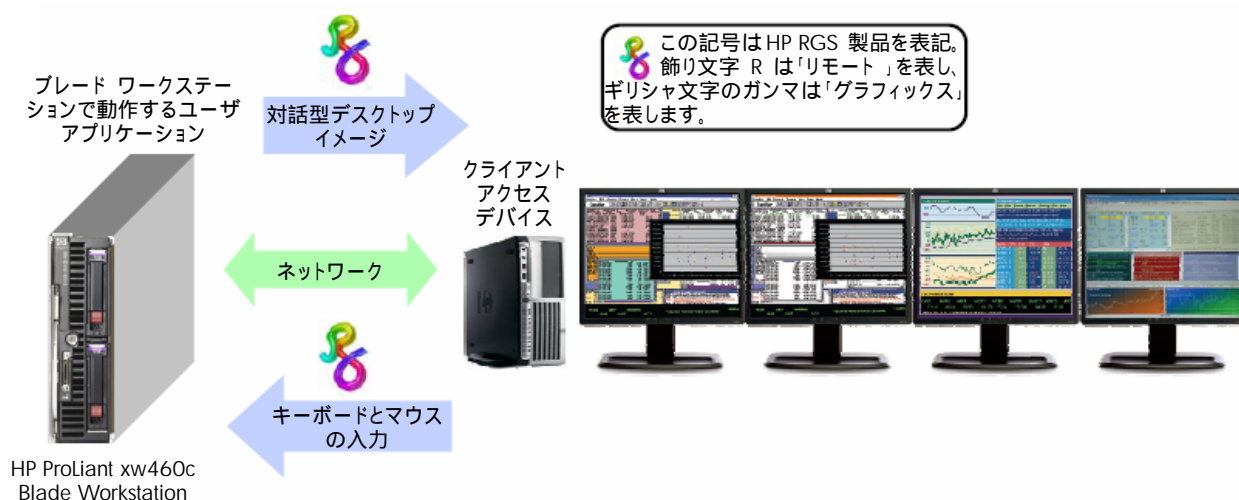 ブレード ワークステー
ションで動作するユーザ
アプリケーション
対話型デスクトップ
イメージ
この記号は HP RGS 製品を表記。
飾り文字 R は「リモート 」を表し、
ギリシャ文字のガンマは「グラフィックス」
を表します。
クライアント
アクセス
デバイス
ネットワーク
キーボードとマウス
の入力
HP ProLiant xw460c
Blade Workstation